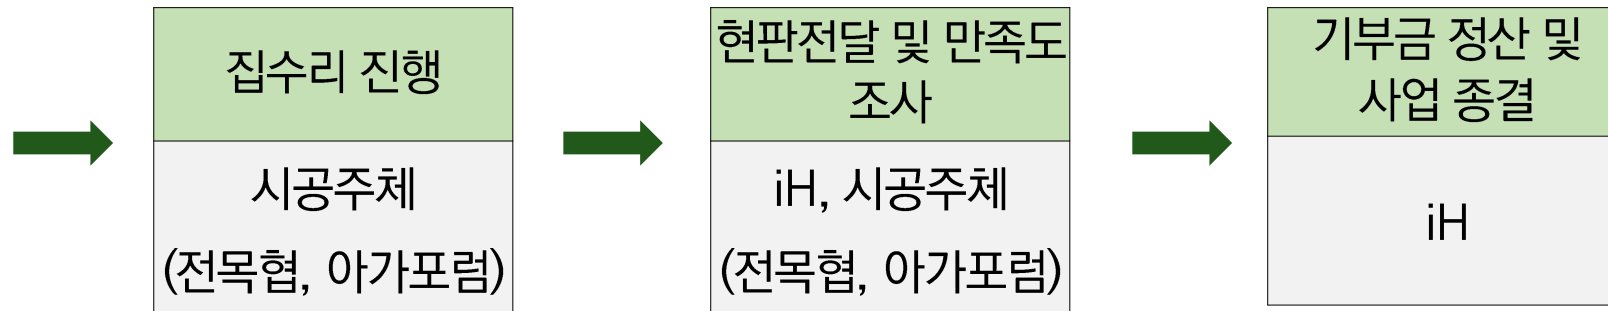 집수리 진행
시공주체
(전목협, 아가포럼)
현판전달 및 만족도
조사
iH, 시공주체
(전목협, 아가포럼)
기부금 정산 및
사업 종결
iH